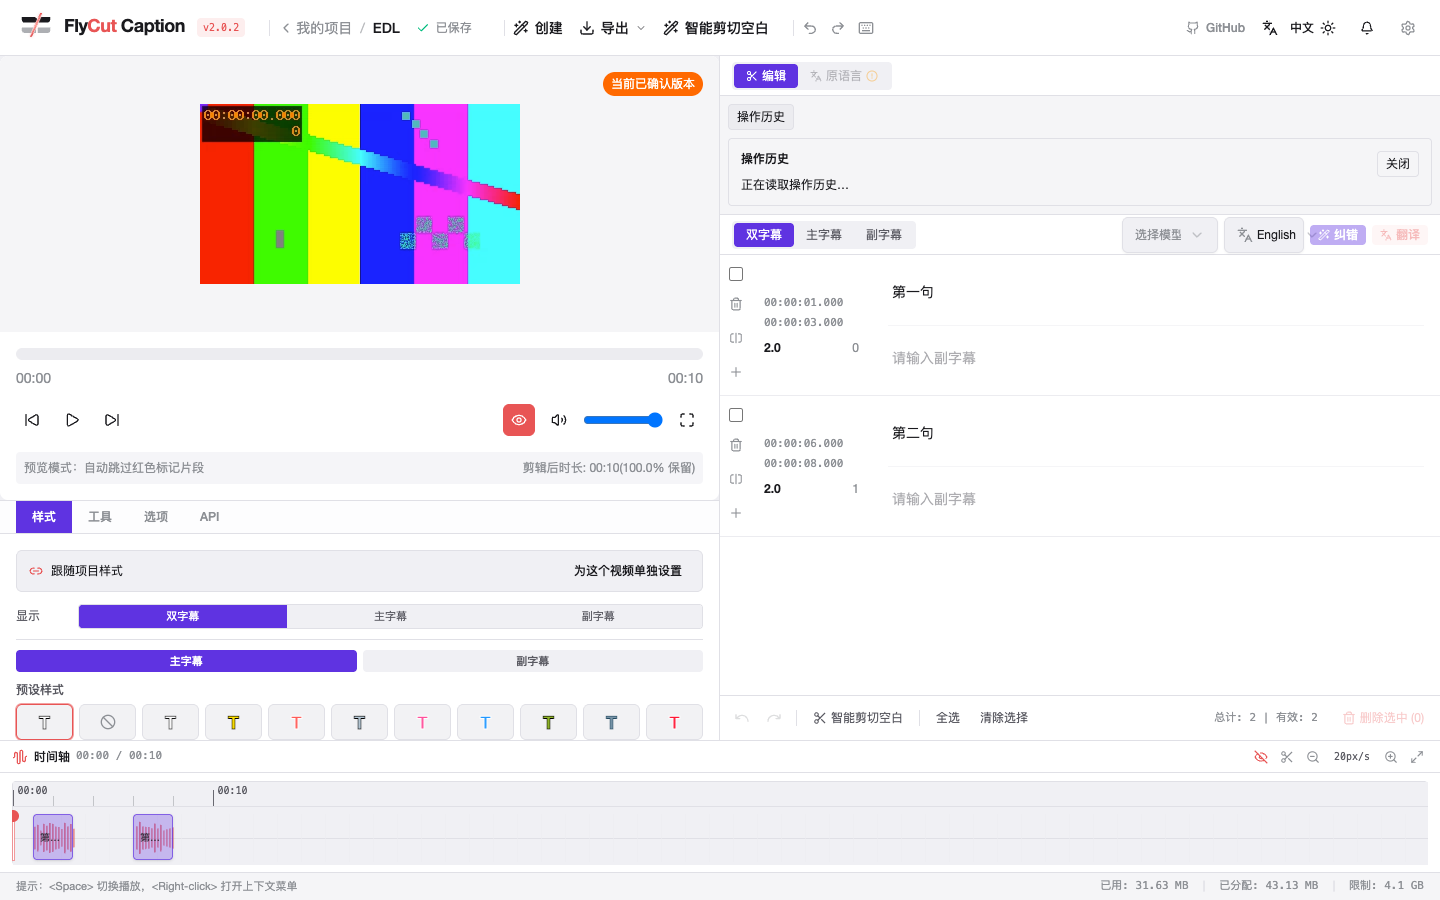 FlyCut Caption v2.0.2
我的项目 / EDL
已保存
创建
导出
智能剪切空白
GitHub
中文
当前已确认版本
00:00:00.000
0
00:00
00:10
预览模式：自动跳过红色标记片段
剪辑后时长: 00:10(100.0% 保留)
样式
工具
选项
API
跟随项目样式
为这个视频单独设置
显示
双字幕
主字幕
副字幕
主字幕
副字幕
预设样式
T
T
T
T
T
T
T
T
T
T
编辑
原语言
操作历史
操作历史
关闭
正在读取操作历史...
双字幕
主字幕
副字幕
选择模型
English
纠错
翻译
00:00:01.000
00:00:03.000
2.0
0
第一句
请输入副字幕
00:00:06.000
00:00:08.000
2.0
1
第二句
请输入副字幕
智能剪切空白
全选
清除选择
总计: 2 | 有效: 2
删除选中 (0)
时间轴
00:00 / 00:10
20px/s
00:00
00:10
第...
第...
提示：<Space> 切换播放，<Right-click> 打开上下文菜单
已用: 31.63 MB
已分配: 43.13 MB
限制: 4.1 GB